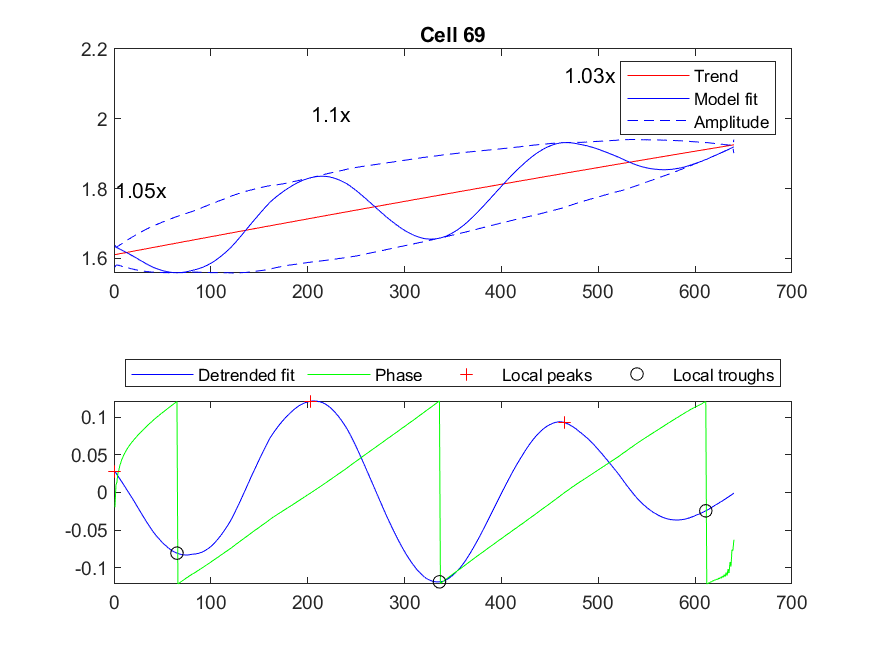 Cell 69
2.2
2
1.8
1.6
1.05x
1.1x
1.03x
Trend
Model fit
Amplitude
0 100 200 300 400 500 600 700
Detrended fit Phase Local peaks Local troughs
0.1
0.05
0
-0.05
-0.1
0 100 200 300 400 500 600 700